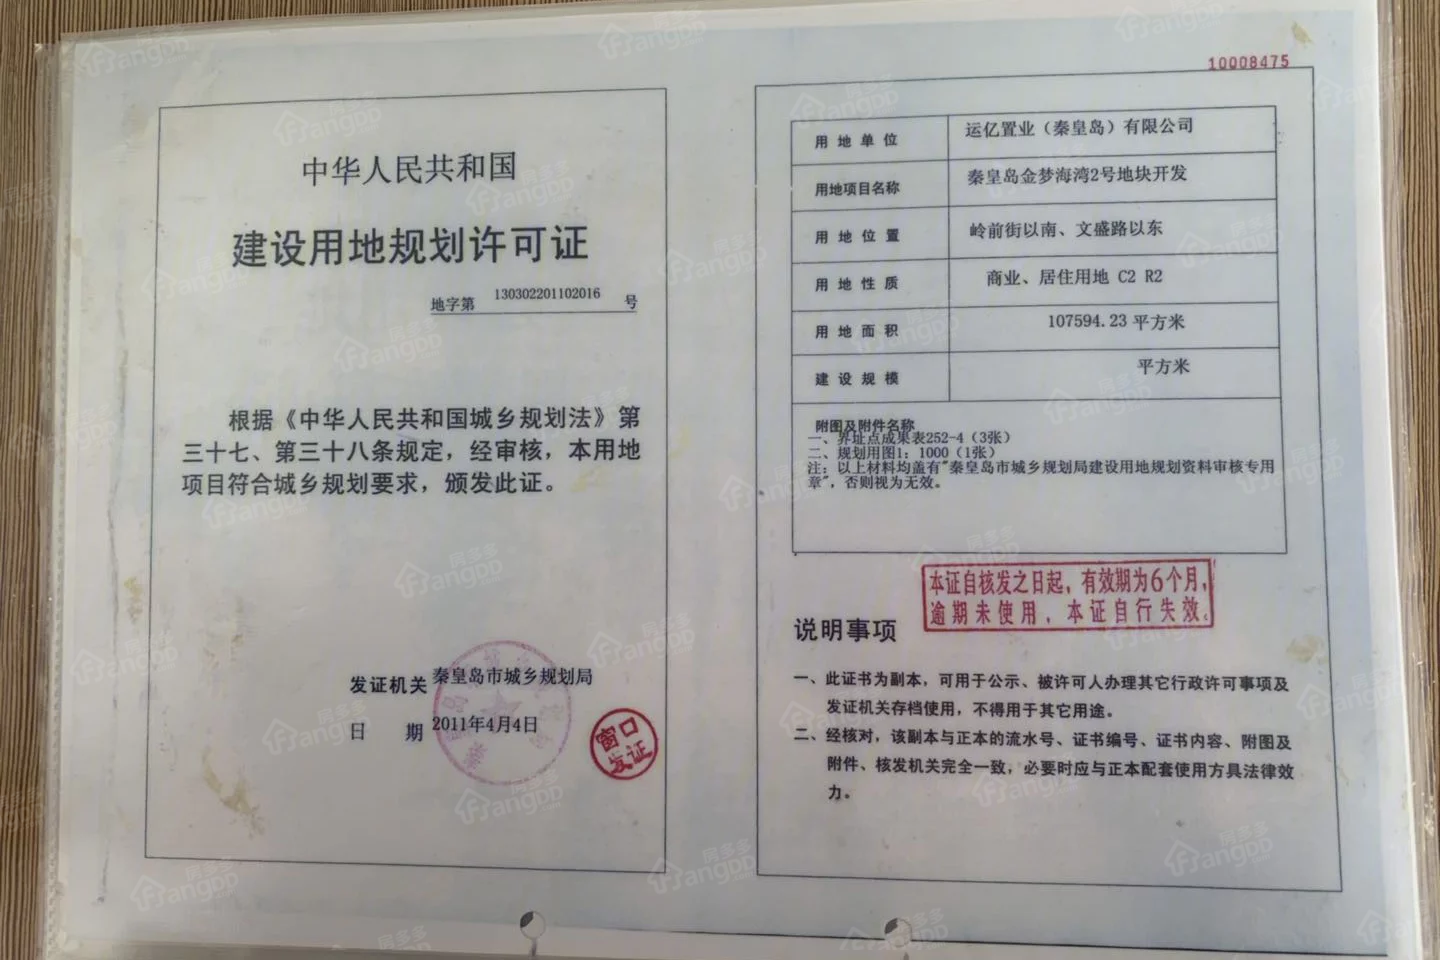 中华人民共和国
建设用地规划许可证
地字第 130302201102016 号
根据《中华人民共和国城乡规划法》第
三十七、第三十八条规定，经审核，本用地
项目符合城乡规划要求，颁发此证。
发证机关 秦皇岛市城乡规划局
日 期 2011年4月4日
窗口
发证
10008475
用地单位 运亿置业（秦皇岛）有限公司
用地项目名称 秦皇岛金梦海湾2号地块开发
用地位置 岭前街以南、文盛路以东
用地性质 商业、居住用地 C2 R2
用地面积 107594.23 平方米
建设规模 平方米
附图及附件名称
一、界址点成果表252-4（3张）
二、规划用图1：1000（1张）
注：以上材料均盖有"秦皇岛市城乡规划局建设用地规划资料审核专用
章"，否则视为无效。
本证自核发之日起，有效期为6个月，
逾期未使用，本证自行失效。
说明事项
一、此证书为副本，可用于公示、被许可人办理其它行政许可事项及
发证机关存档使用，不得用于其它用途。
二、经核对，该副本与正本的流水号、证书编号、证书内容、附图及
附件、核发机关完全一致，必要时应与正本配套使用方具法律效
力。
房多多
Fangdd